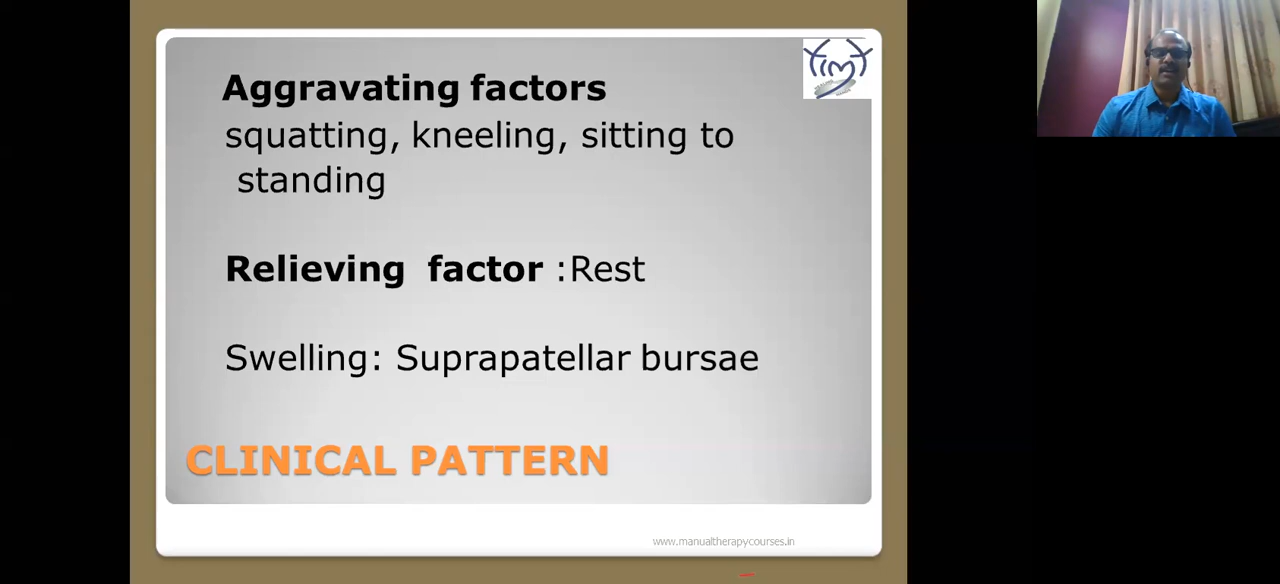 Aggravating factors
squatting, kneeling, sitting to
standing
Relieving factor :Rest
Swelling: Suprapatellar bursae
CLINICAL PATTERN
www.manualtherapycourses.in